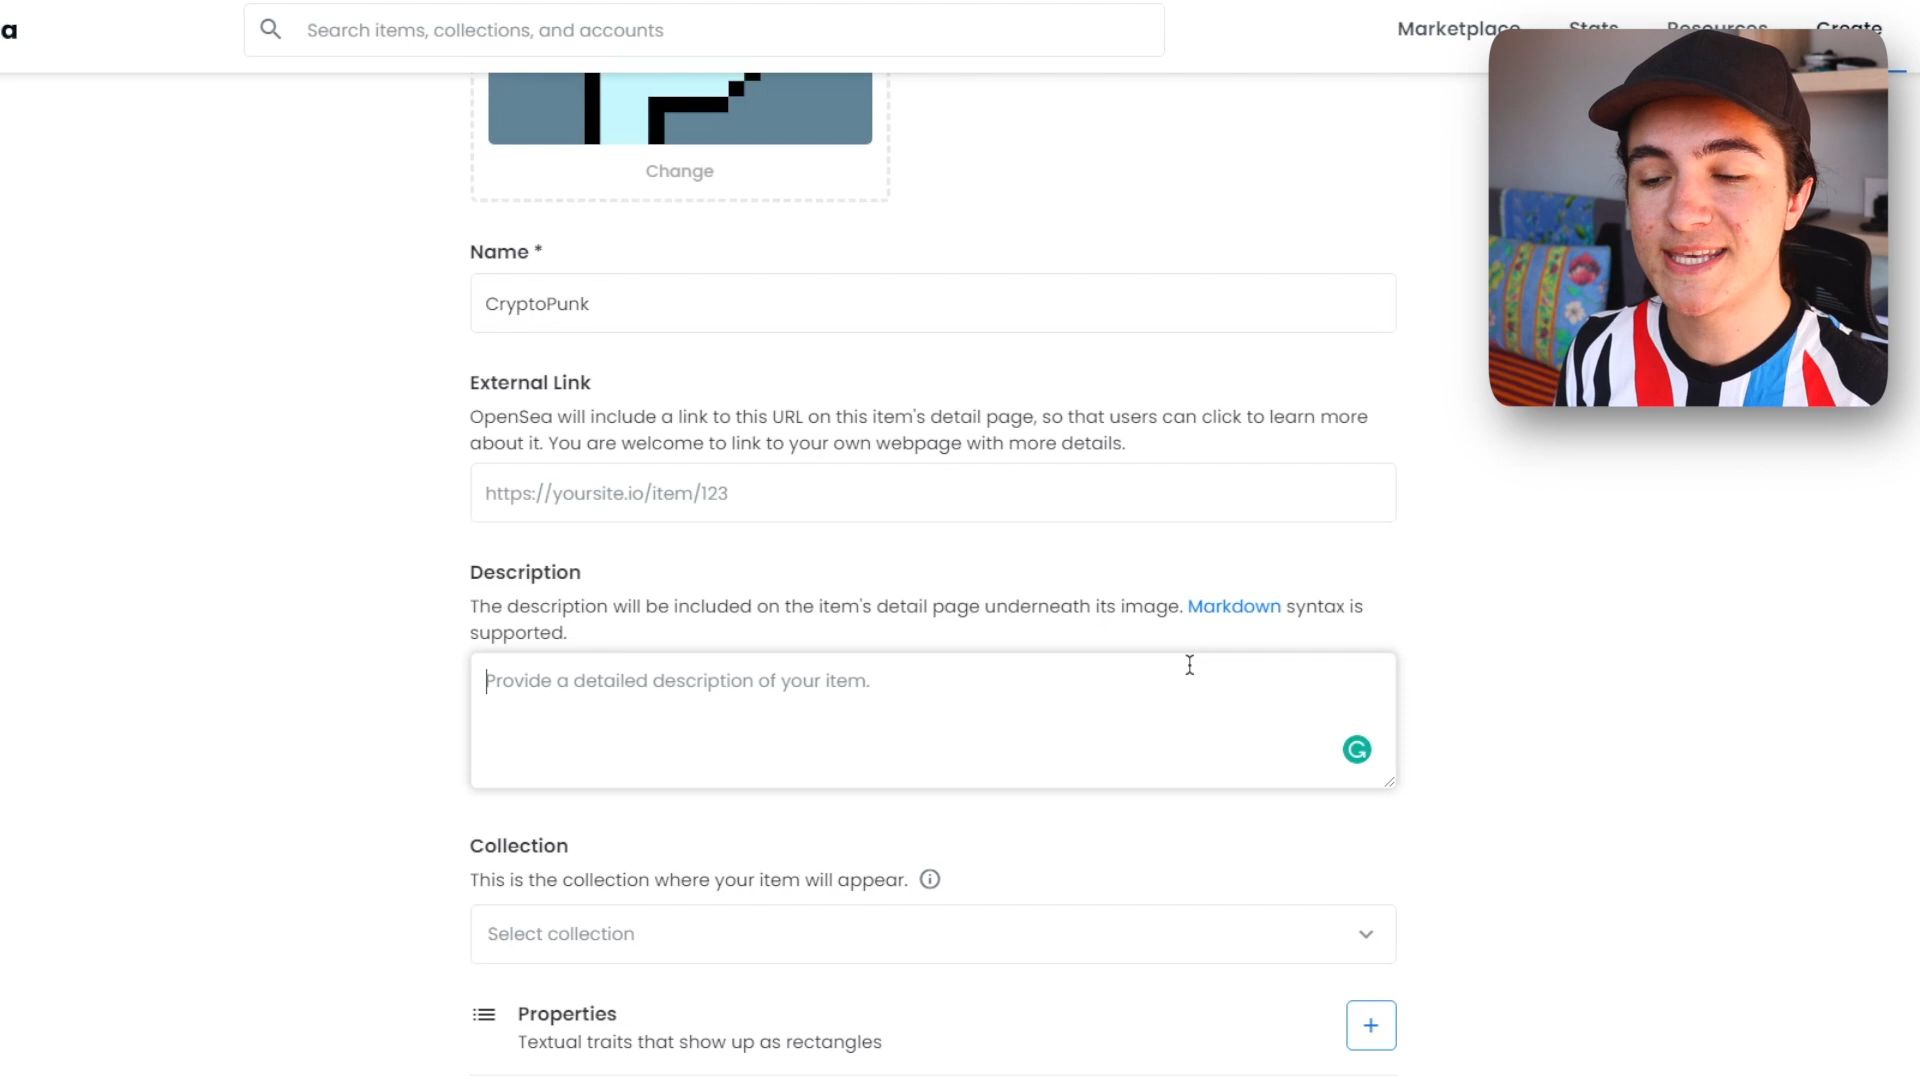 a
Search items, collections, and accounts
Marketplace Stats Resources Create
Change
Name *
CryptoPunk
External Link
OpenSea will include a link to this URL on this item's detail page, so that users can click to learn more
about it. You are welcome to link to your own webpage with more details.
https://yoursite.io/item/123
Description
The description will be included on the item's detail page underneath its image. Markdown syntax is
supported.
Provide a detailed description of your item.
Collection
This is the collection where your item will appear.
Select collection
Properties
Textual traits that show up as rectangles